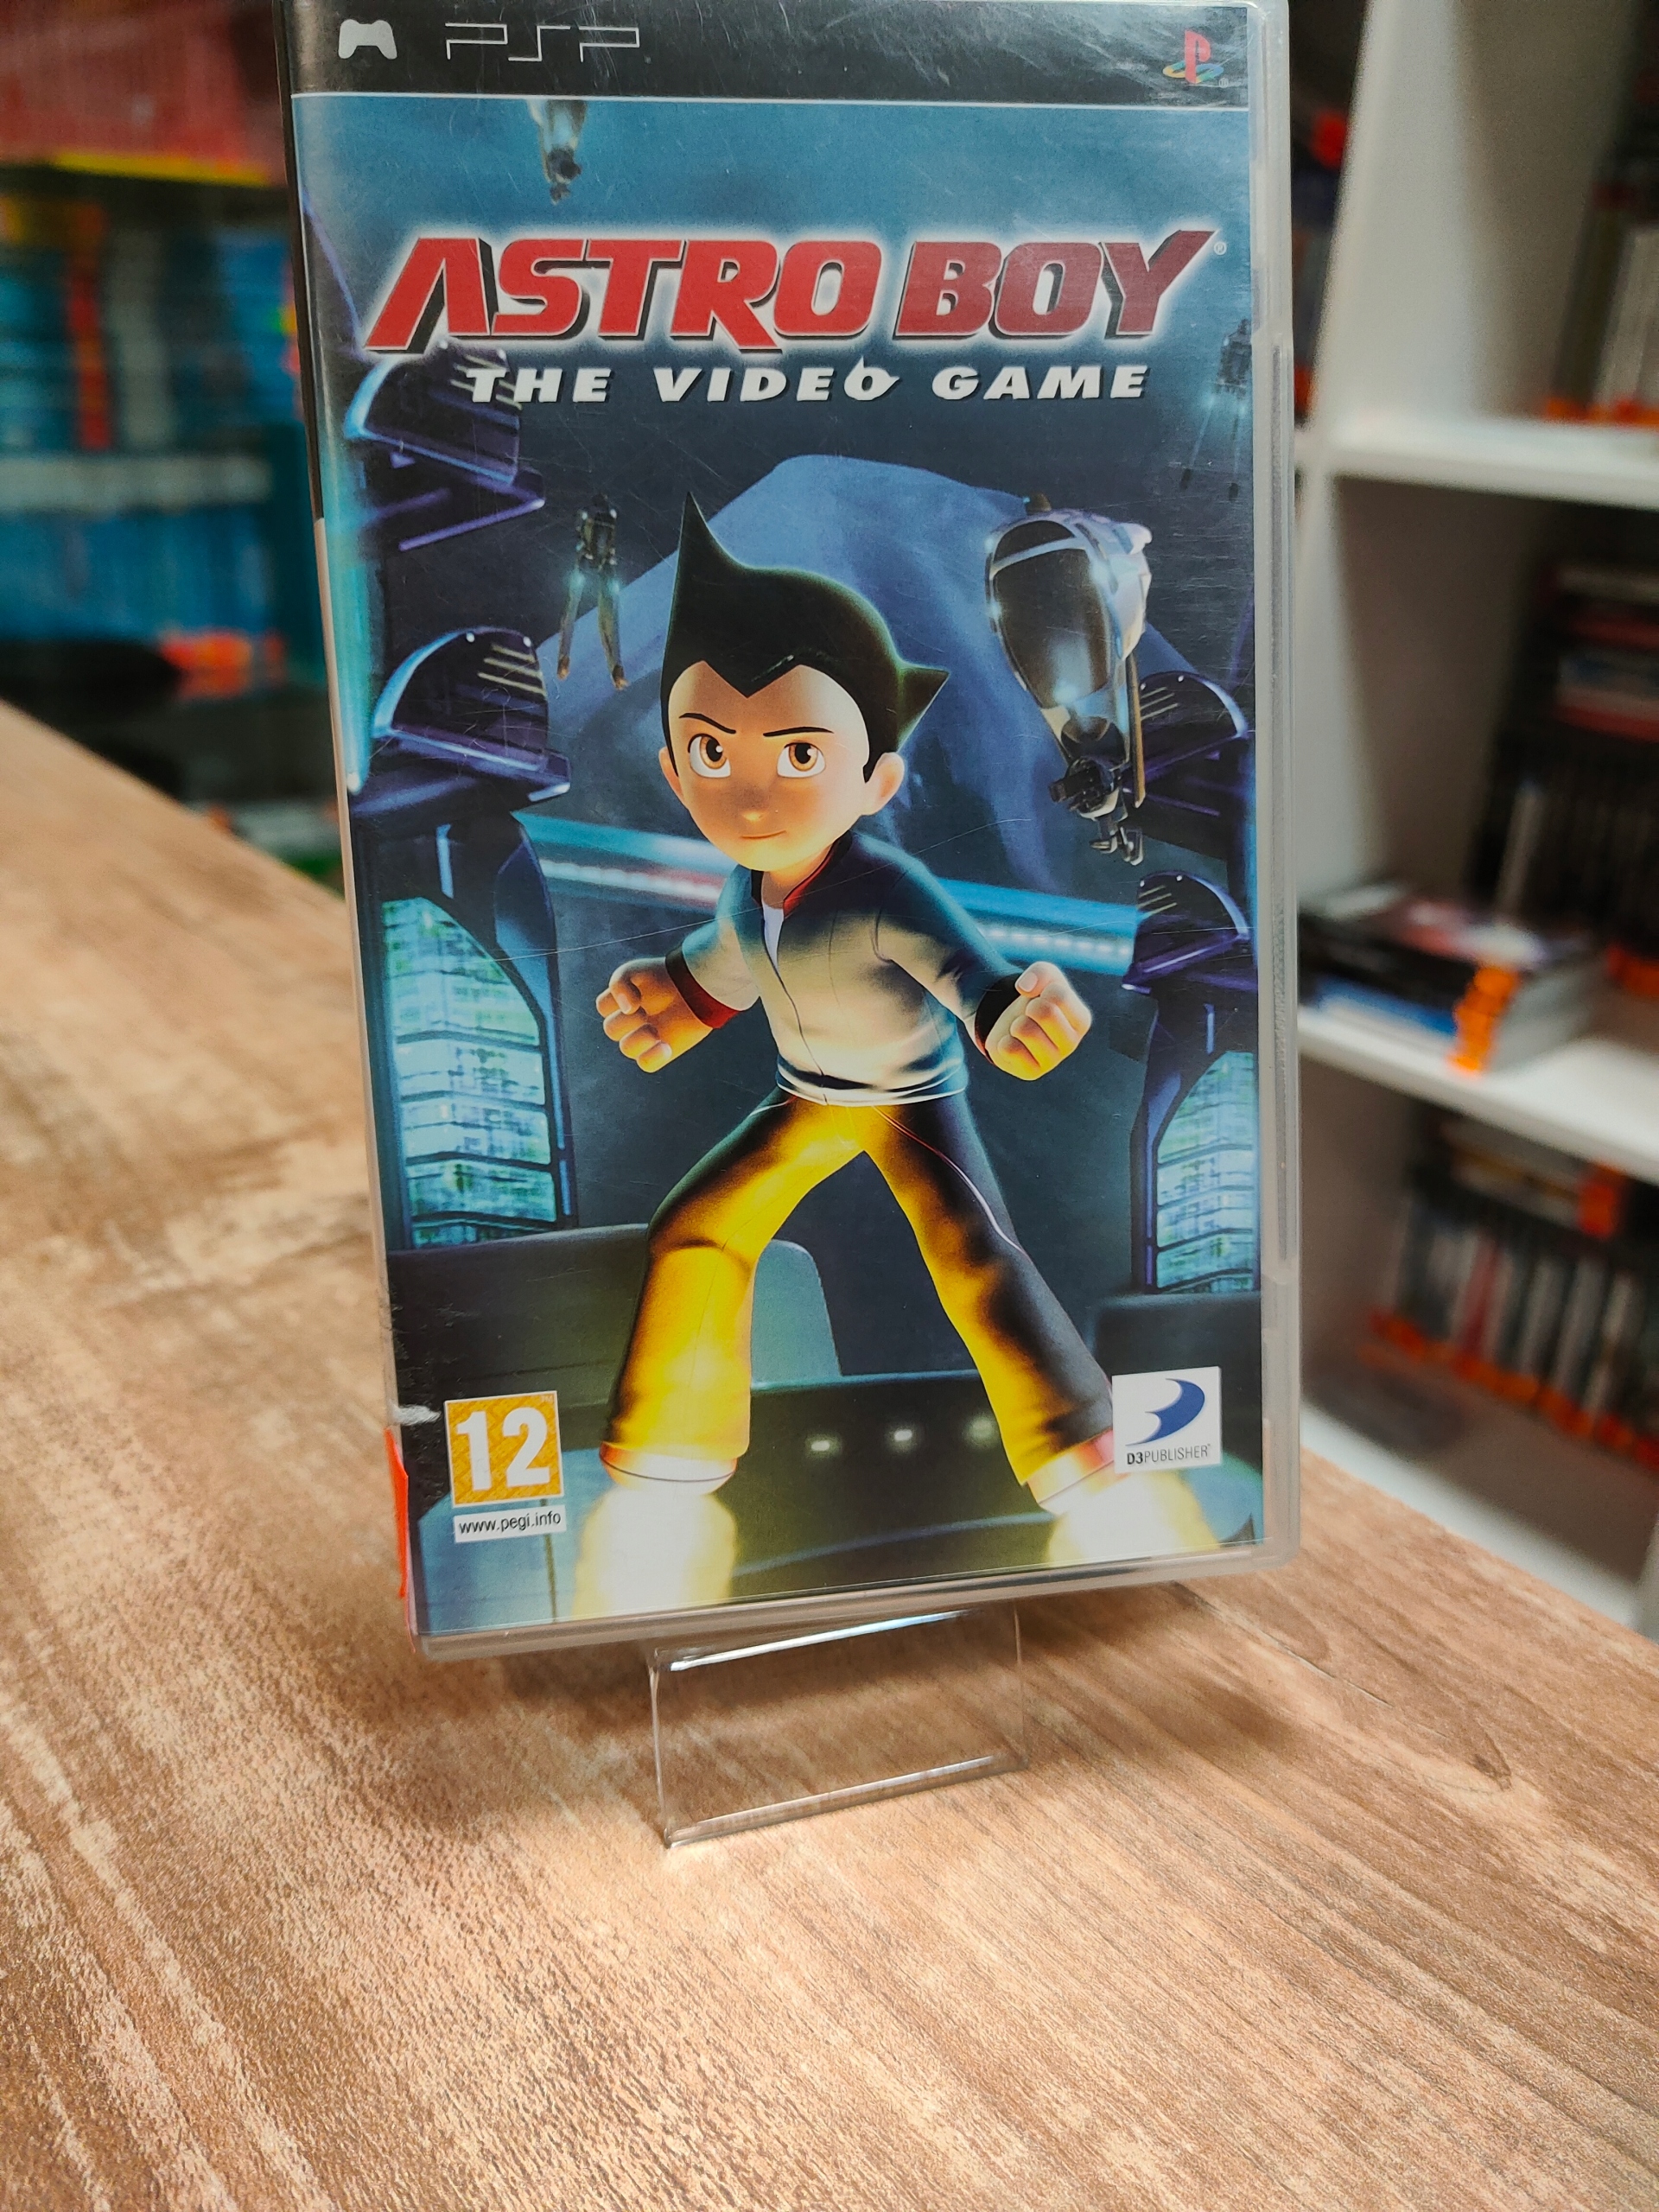 PSP
ASTRO BOY®
THE VIDEO GAME
12
www.pegi.info
D3PUBLISHER